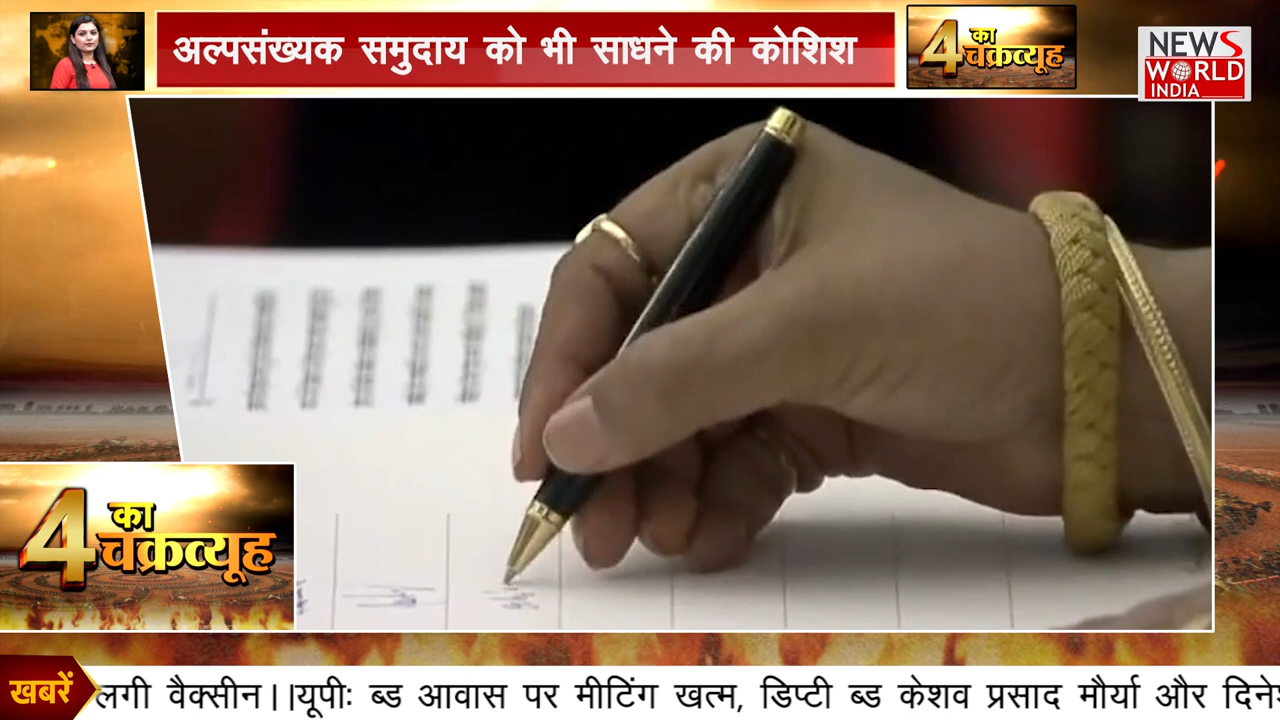 अल्पसंख्यक समुदाय को भी साधने की कोशिश
4 का
चक्रव्यूह
NEWS
WORLD
INDIA
4 का
चक्रव्यूह
खबरें
लगी वैक्सीन||यूपीः ब्ड आवास पर मीटिंग खत्म, डिप्टी ब्ड केशव प्रसाद मौर्या और दिनेश